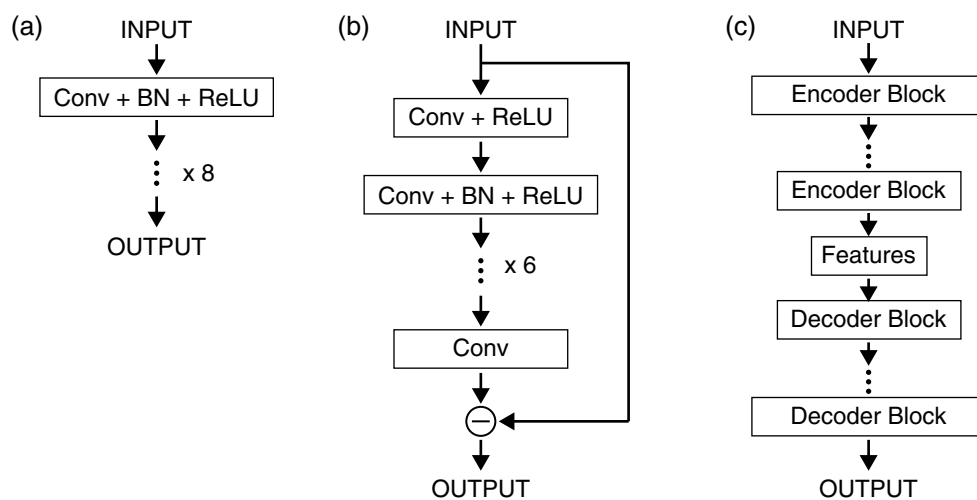 (a)
INPUT
Conv + BN + ReLU
x 8
OUTPUT
(b)
INPUT
Conv + ReLU
Conv + BN + ReLU
x 6
Conv
−
OUTPUT
(c)
INPUT
Encoder Block
Encoder Block
Features
Decoder Block
Decoder Block
OUTPUT